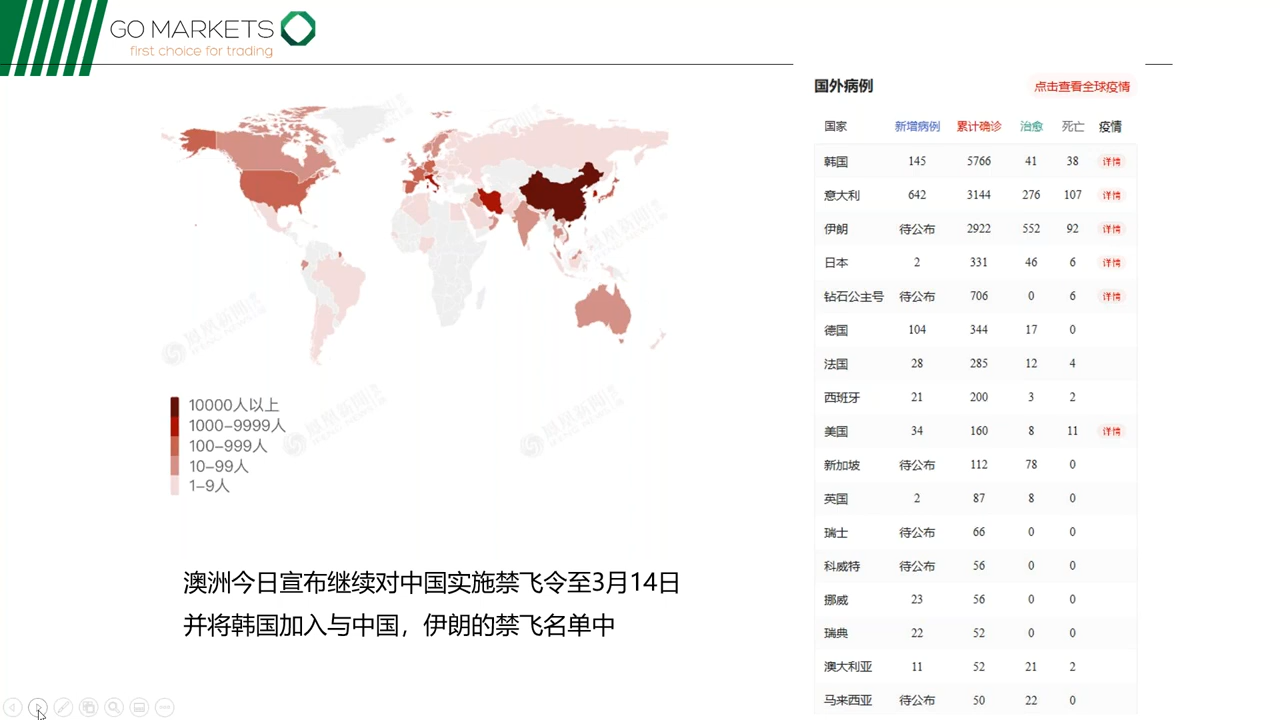 GO MARKETS
first choice for trading
国外病例 点击查看全球疫情
国家 新增病例 累计确诊 治愈 死亡 疫情
韩国 145 5766 41 38 详情
意大利 642 3144 276 107 详情
伊朗 待公布 2922 552 92 详情
日本 2 331 46 6 详情
钻石公主号 待公布 706 0 6 详情
德国 104 344 17 0
法国 28 285 12 4
西班牙 21 200 3 2
美国 34 160 8 11 详情
新加坡 待公布 112 78 0
英国 2 87 8 0
瑞士 待公布 66 0 0
科威特 待公布 56 0 0
挪威 23 56 0 0
瑞典 22 52 0 0
澳大利亚 11 52 21 2
马来西亚 待公布 50 22 0
10000人以上
1000-9999人
100-999人
10-99人
1-9人
澳洲今日宣布继续对中国实施禁飞令至3月14日
并将韩国加入与中国，伊朗的禁飞名单中